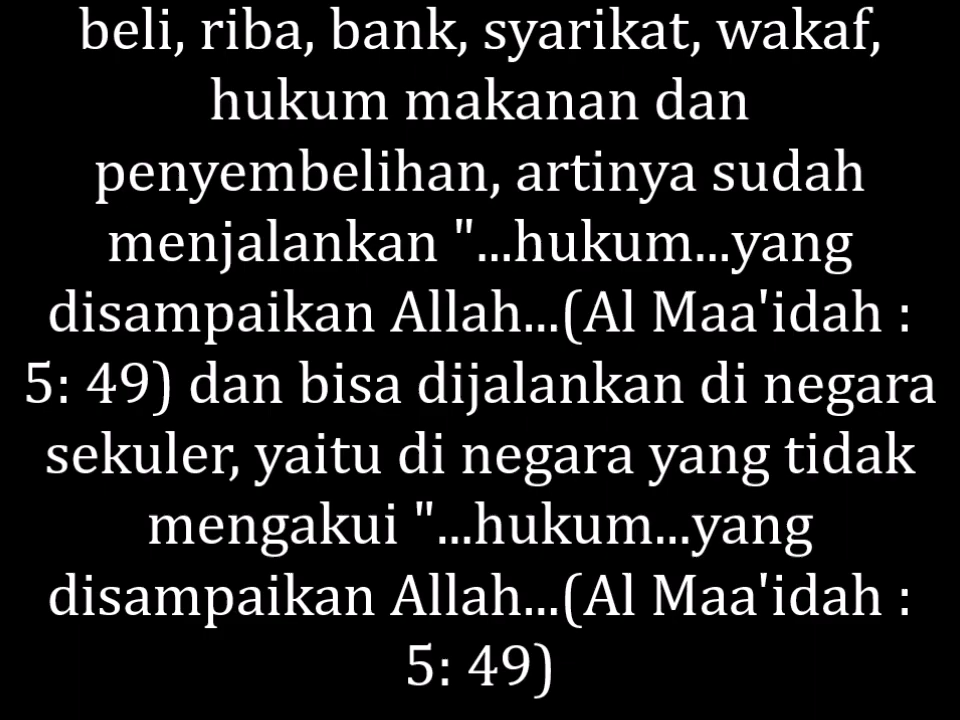 beli, riba, bank, syarikat, wakaf,
hukum makanan dan
penyembelihan, artinya sudah
menjalankan "...hukum...yang
disampaikan Allah...(Al Maa'idah :
5: 49) dan bisa dijalankan di negara
sekuler, yaitu di negara yang tidak
mengakui "...hukum...yang
disampaikan Allah...(Al Maa'idah :
5: 49)